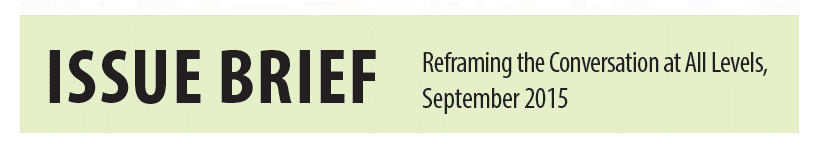 ISSUE BRIEF
Reframing the Conversation at All Levels,
September 2015